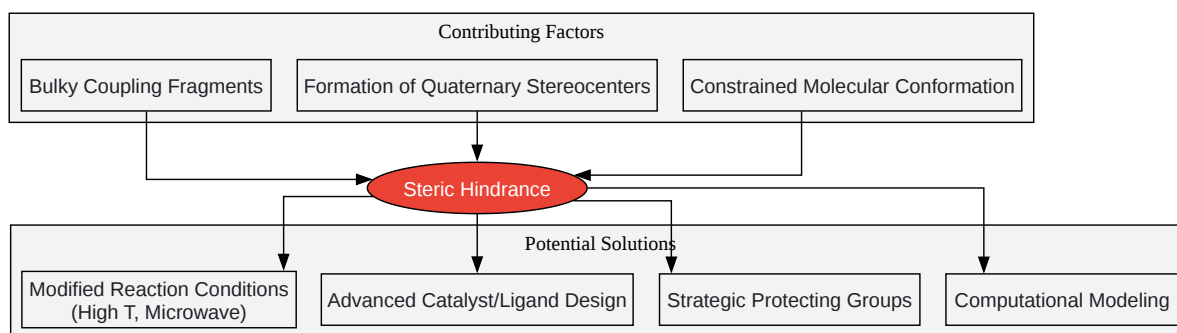 Contributing Factors
Bulky Coupling Fragments
Formation of Quaternary Stereocenters
Constrained Molecular Conformation
Steric Hindrance
Potential Solutions
Modified Reaction Conditions
(High T, Microwave)
Advanced Catalyst/Ligand Design
Strategic Protecting Groups
Computational Modeling